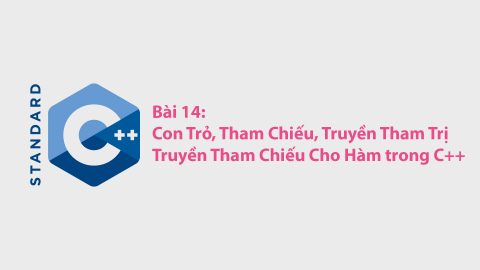 STANDARD
C++
Bài 14:
Con Trỏ, Tham Chiếu, Truyền Tham Trị
Truyền Tham Chiếu Cho Hàm trong C++